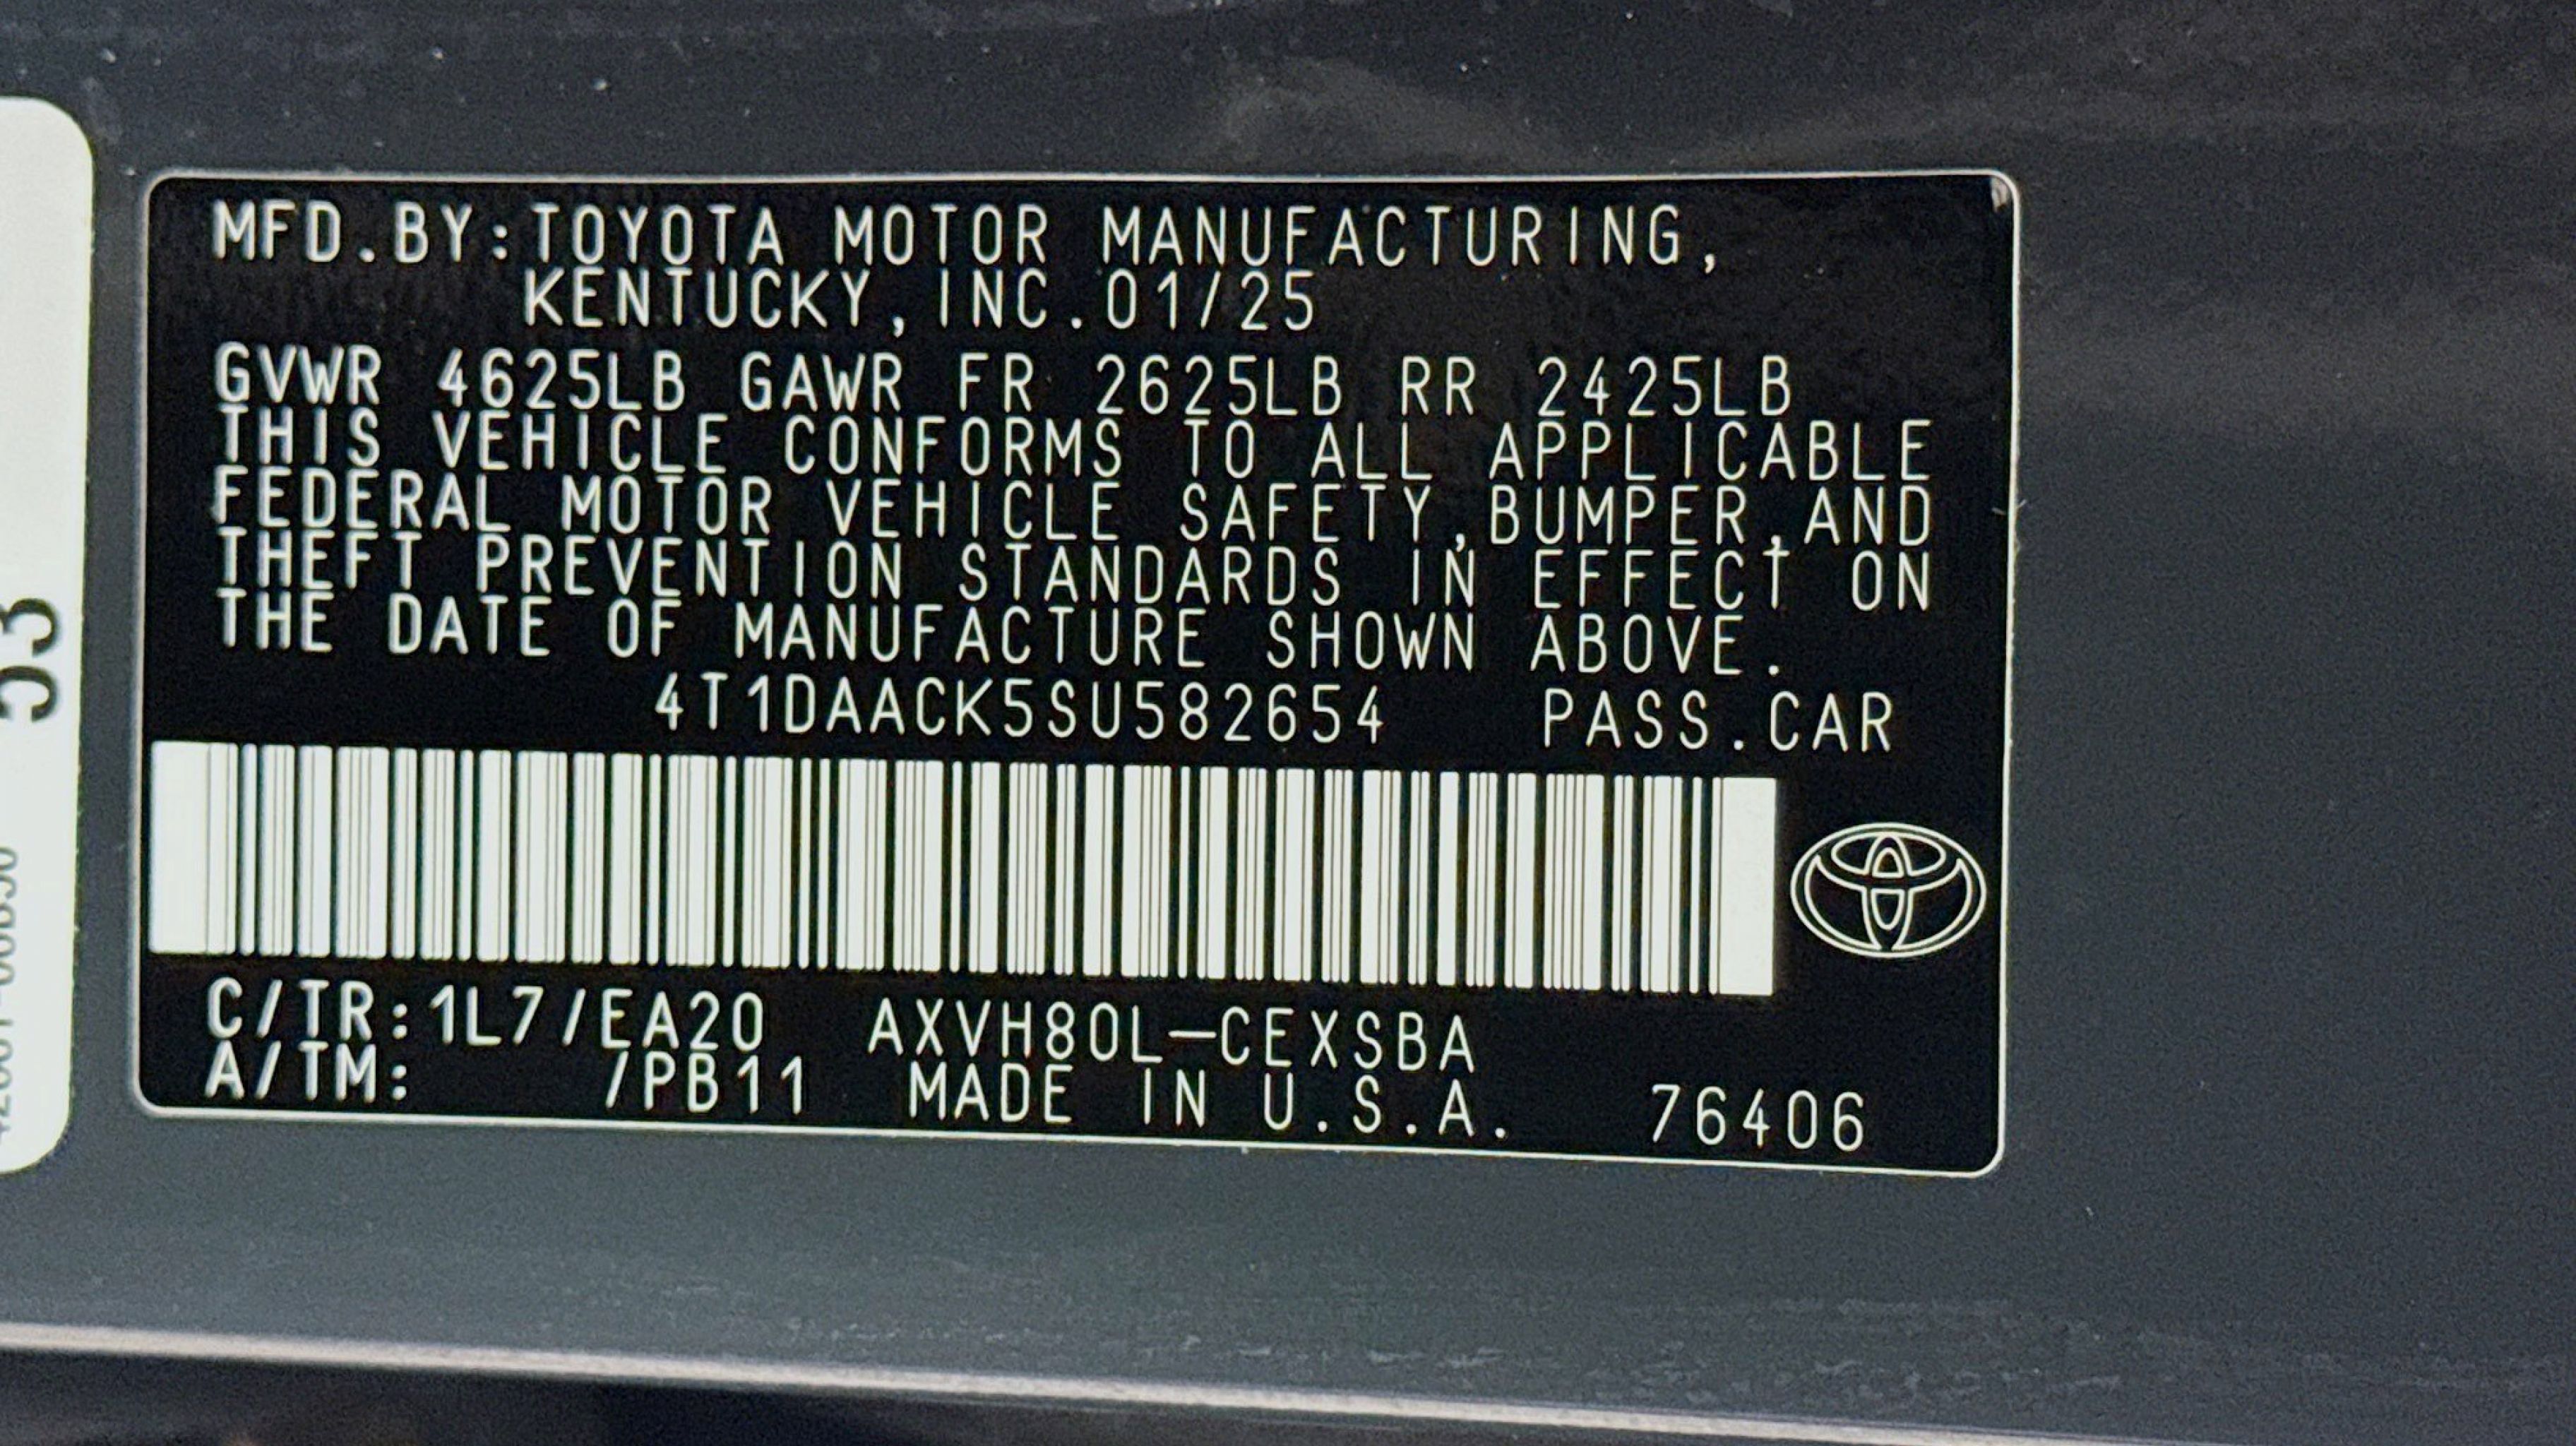 MFD.BY:TOYOTA MOTOR MANUFACTURING,
KENTUCKY,INC.01/25
GVWR 4625LB GAWR FR 2625LB RR 2425LB
THIS VEHICLE CONFORMS TO ALL APPLICABLE
FEDERAL MOTOR VEHICLE SAFETY,BUMPER,AND
THEFT PREVENTION STANDARDS IN EFFECT ON
THE DATE OF MANUFACTURE SHOWN ABOVE.
4T1DAACK5SU582654 PASS.CAR
C/TR:1L7/EA20 AXVH80L-CEXSBA
A/TM: /PB11 MADE IN U.S.A. 76406
53